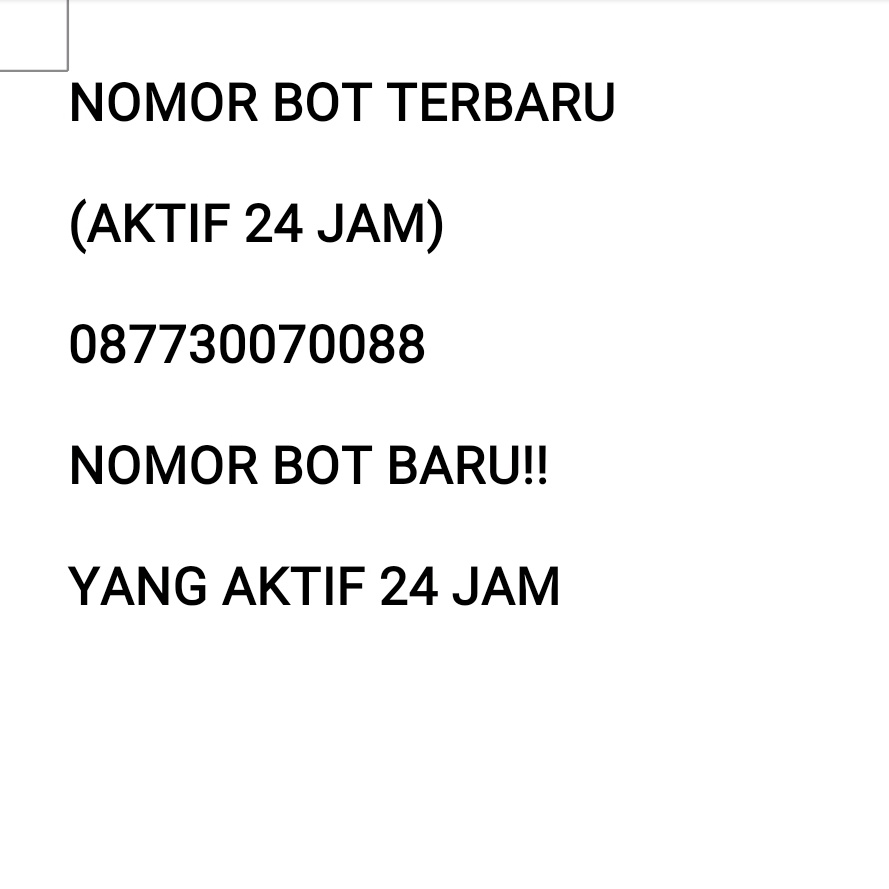 NOMOR BOT TERBARU
(AKTIF 24 JAM)
087730070088
NOMOR BOT BARU!!
YANG AKTIF 24 JAM